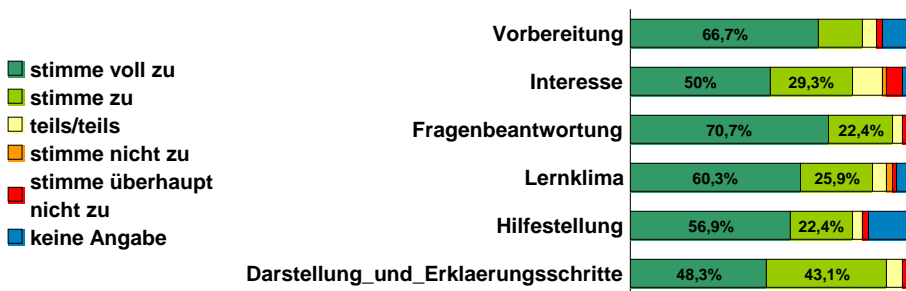 stimme voll zu
stimme zu
teils/teils
stimme nicht zu
stimme überhaupt
nicht zu
keine Angabe
Vorbereitung
66,7%
Interesse
50% 29,3%
Fragenbeantwortung
70,7% 22,4%
Lernklima
60,3% 25,9%
Hilfestellung
56,9% 22,4%
Darstellung_und_Erklaerungsschritte
48,3% 43,1%